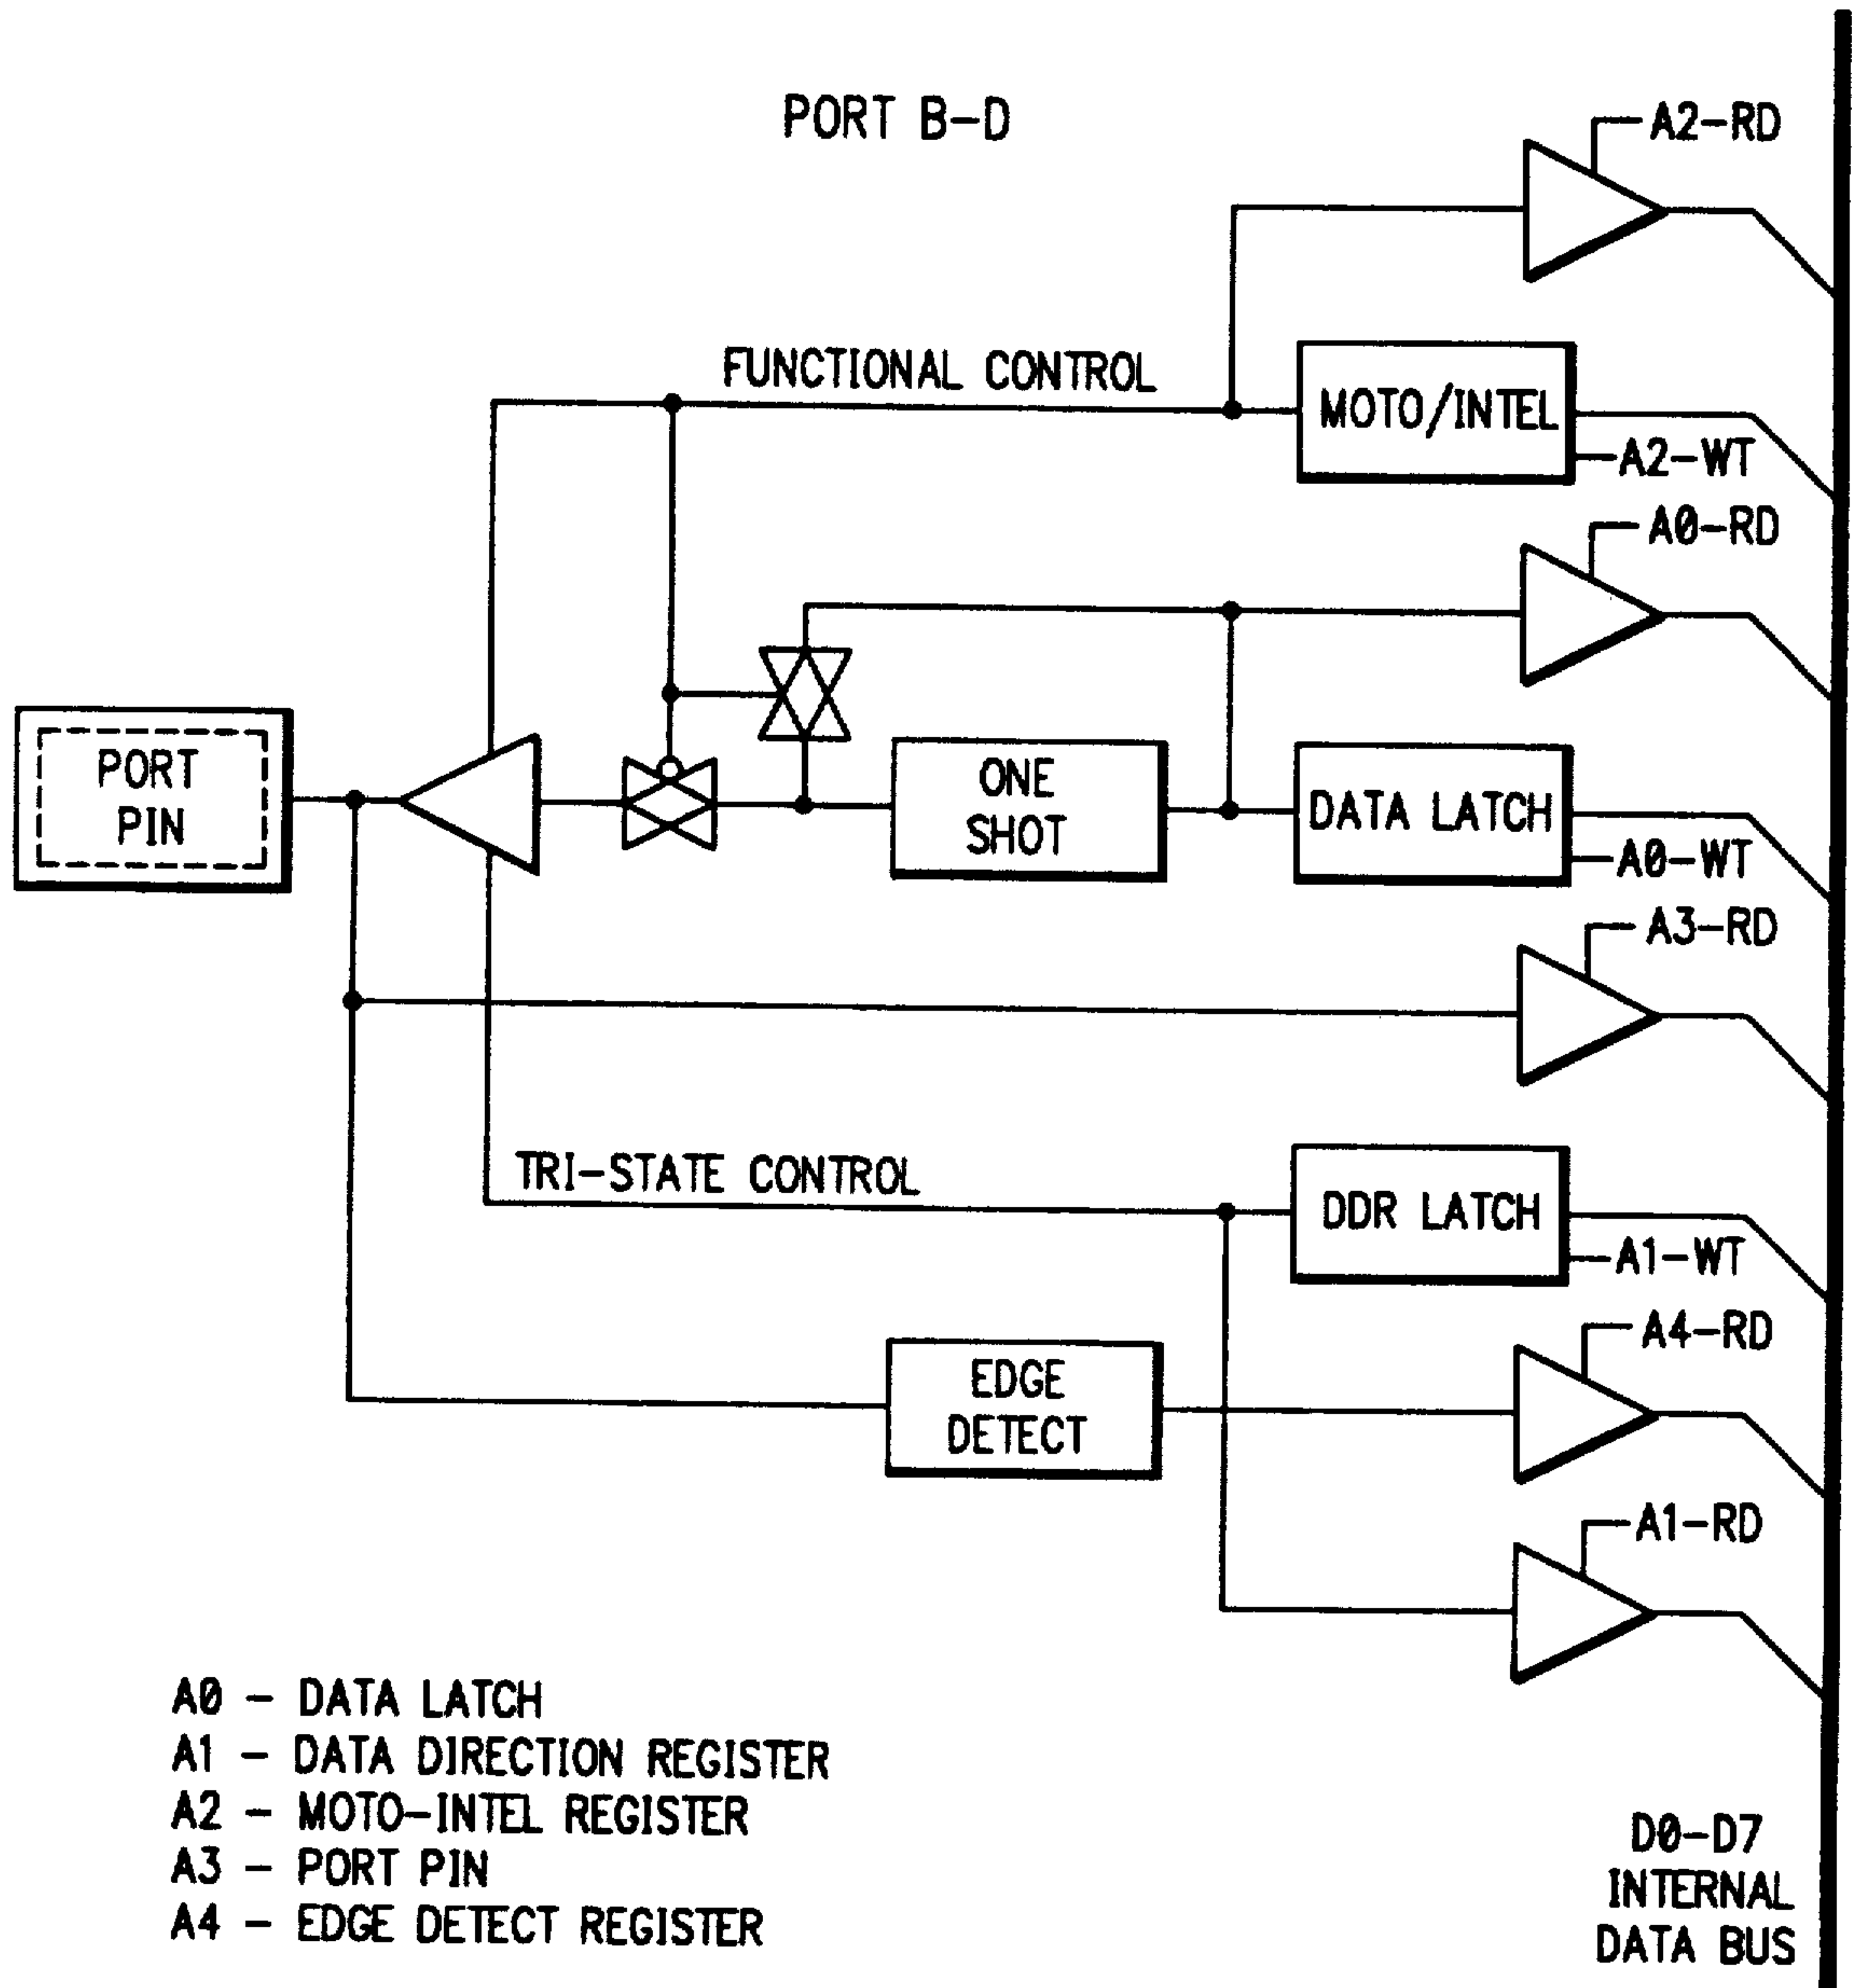 PORT B-D
A2-RD
FUNCTIONAL CONTROL
MOTO/INTEL
A2-WT
A0-RD
PORT
PIN
ONE
SHOT
DATA LATCH
A0-WT
A3-RD
TRI-STATE CONTROL
DDR LATCH
A1-WT
A4-RD
EDGE
DETECT
A1-RD
A0 - DATA LATCH
A1 - DATA DIRECTION REGISTER
A2 - MOTO-INTEL REGISTER
A3 - PORT PIN
A4 - EDGE DETECT REGISTER
D0-D7
INTERNAL
DATA BUS